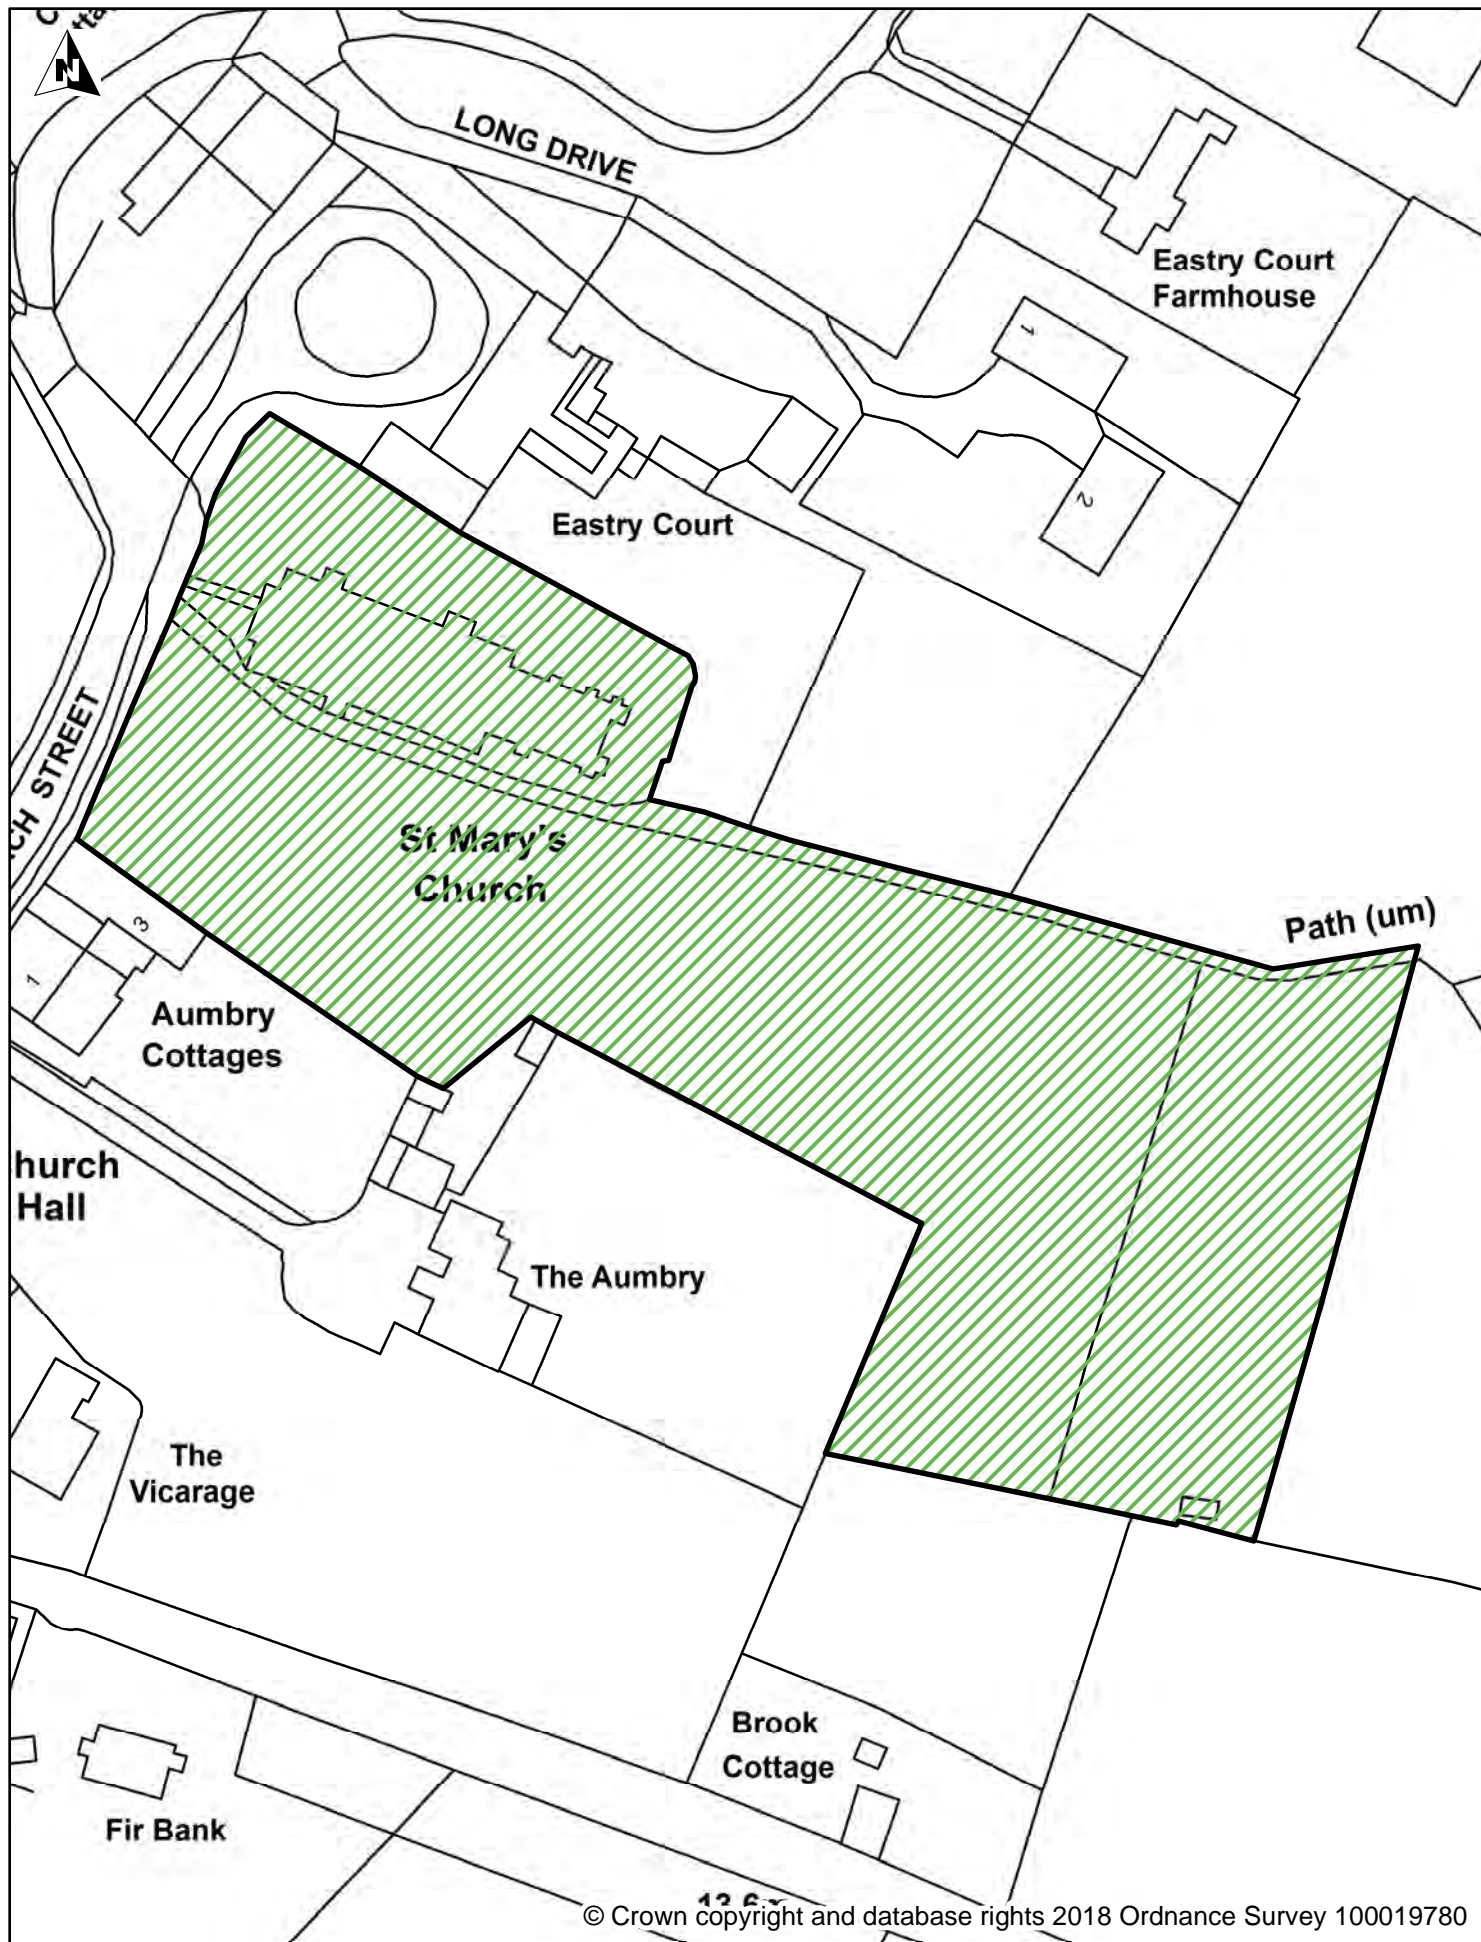 N
LONG DRIVE
Eastry Court
Farmhouse
1
2
Eastry Court
CH STREET
St Mary's
Church
Path (um)
3
1
Aumbry
Cottages
hurch
Hall
The Aumbry
The
Vicarage
Brook
Cottage
Fir Bank
© Crown copyright and database rights 2018 Ordnance Survey 100019780